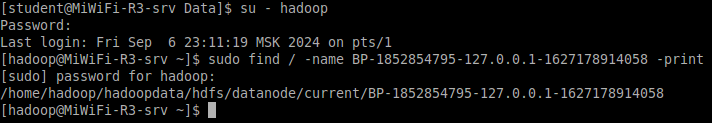 [student@MiWiFi-R3-srv Data]$ su - hadoop
Password:
Last login: Fri Sep  6 23:11:19 MSK 2024 on pts/1
[hadoop@MiWiFi-R3-srv ~]$ sudo find / -name BP-1852854795-127.0.0.1-1627178914058 -print
[sudo] password for hadoop:
/home/hadoop/hadoopdata/hdfs/datanode/current/BP-1852854795-127.0.0.1-1627178914058
[hadoop@MiWiFi-R3-srv ~]$